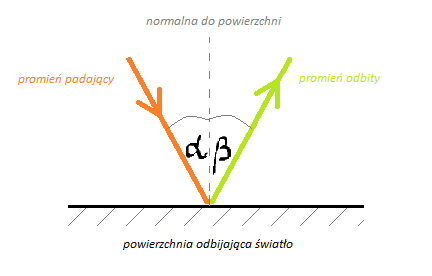 normalna do powierzchni
promień padający
promień odbity
α β
powierzchnia odbijająca światło